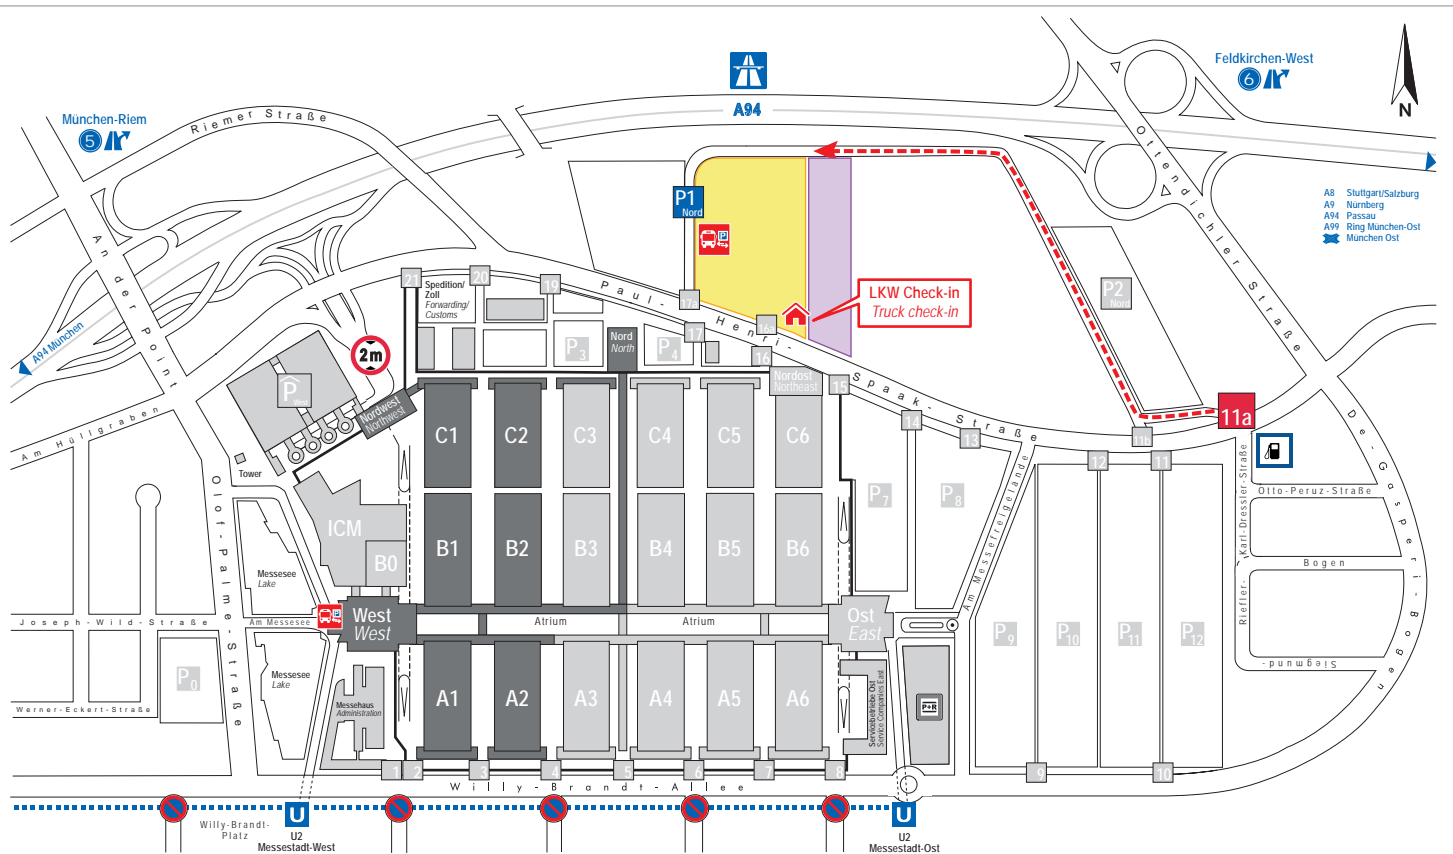 Feldkirchen-West
6
A94
N
München-Riem
5
Riemer Straße
Ottendichler Straße
A8 Stuttgart/Salzburg
A9 Nürnberg
A94 Passau
A99 Ring München-Ost
München Ost
P1
Nord
An der Point
21
20
19
Spedition/
Zoll
Forwarding/
Customs
Paul-Henri-Spaak-Straße
17a
LKW Check-in
Truck check-in
P2
Nord
A94 München
2m
P
West
Nord
North
P3
P4
17
16a
16
Nordost
Northeast
15
14
13
12
11
11b
11a
Nordwest
Northwest
Am Hüllgraben
Tower
Olof-Palme-Straße
De-Gasperi-Bogen
C1
C2
C3
C4
C5
C6
P7
P8
Am Messefreigelände
Karl-Dressler-Straße
Otto-Peruz-Straße
ICM
B0
B1
B2
B3
B4
B5
B6
Bogen
Riefler-
Siegmund-
Messesee
Lake
Joseph-Wild-Straße
Am Messesee
West
West
Atrium
Atrium
Ost
East
P9
P10
P11
P12
P0
Messesee
Lake
Werner-Eckert-Straße
Messehaus
Administration
A1
A2
A3
A4
A5
A6
Servicebetriebe Ost
Service Companies East
P+R
1
2
3
4
5
6
7
8
9
10
Willy-Brandt-Allee
Willy-Brandt-
Platz
U
U2
Messestadt-West
U
U2
Messestadt-Ost